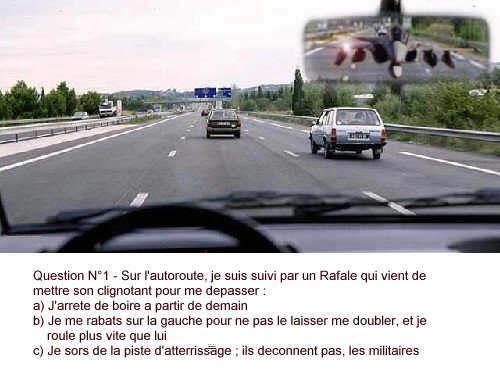 Question N°1 - Sur l'autoroute, je suis suivi par un Rafale qui vient de
mettre son clignotant pour me depasser :
a) J'arrete de boire a partir de demain
b) Je me rabats sur la gauche pour ne pas le laisser me doubler, et je
roule plus vite que lui
c) Je sors de la piste d'atterrissage ; ils deconnent pas, les militaires